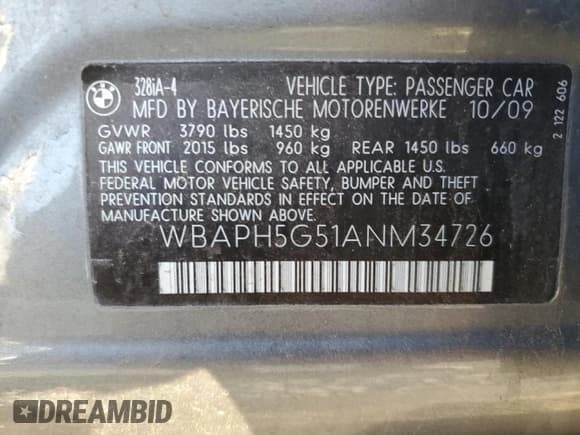 BMW
328iA-4 VEHICLE TYPE: PASSENGER CAR
MFD BY BAYERISCHE MOTORENWERKE 10/09
GVWR 3790 lbs 1450 kg
GAWR FRONT 2015 lbs 960 kg REAR 1450 lbs 660 kg
THIS VEHICLE CONFORMS TO ALL APPLICABLE U.S.
FEDERAL MOTOR VEHICLE SAFETY, BUMPER AND THEFT
PREVENTION STANDARDS IN EFFECT ON THE DATE
OF MANUFACTURE SHOWN ABOVE
WBAPH5G51ANM34726
2 122 606
DREAMBID